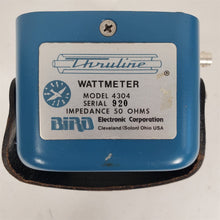 Thruline
WATTMETER
MODEL 4304
SERIAL 920
IMPEDANCE 50 OHMS
BIRD Electronic Corporation
Cleveland (Solon) Ohio USA